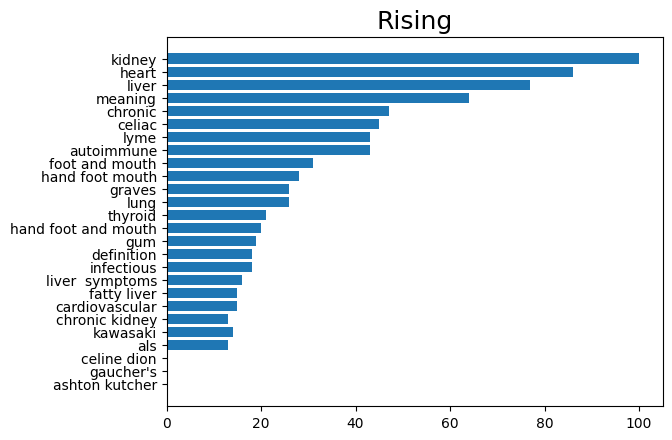 Rising
kidney
heart
liver
meaning
chronic
celiac
lyme
autoimmune
foot and mouth
hand foot mouth
graves
lung
thyroid
hand foot and mouth
gum
definition
infectious
liver  symptoms
fatty liver
cardiovascular
chronic kidney
kawasaki
als
celine dion
gaucher's
ashton kutcher
0 20 40 60 80 100